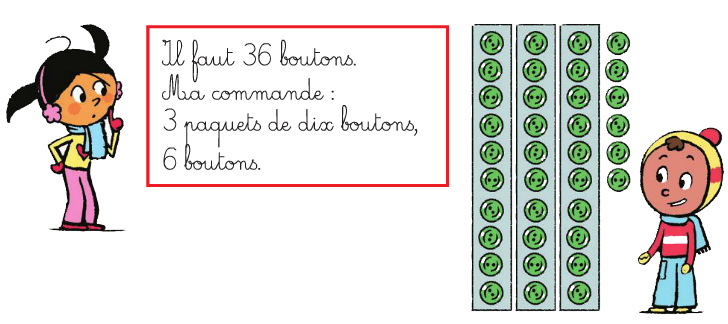 Il faut 36 boutons.
Ma commande :
3 paquets de dix boutons,
6 boutons.